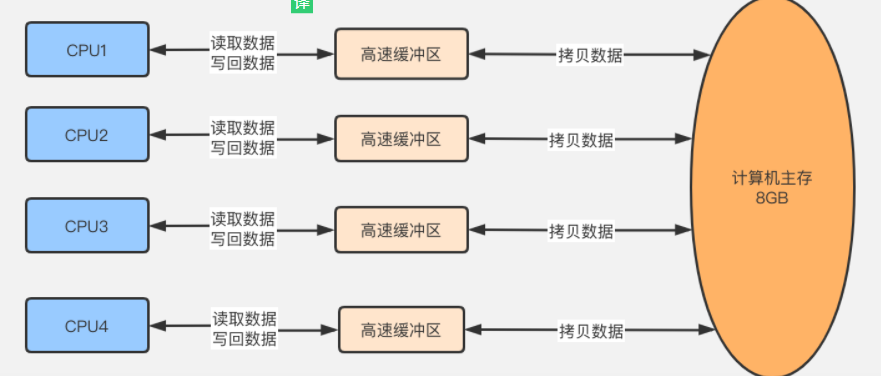 译
CPU1
读取数据
写回数据
高速缓冲区
拷贝数据
CPU2
读取数据
写回数据
高速缓冲区
拷贝数据
计算机主存
8GB
CPU3
读取数据
写回数据
高速缓冲区
拷贝数据
CPU4
读取数据
写回数据
高速缓冲区
拷贝数据